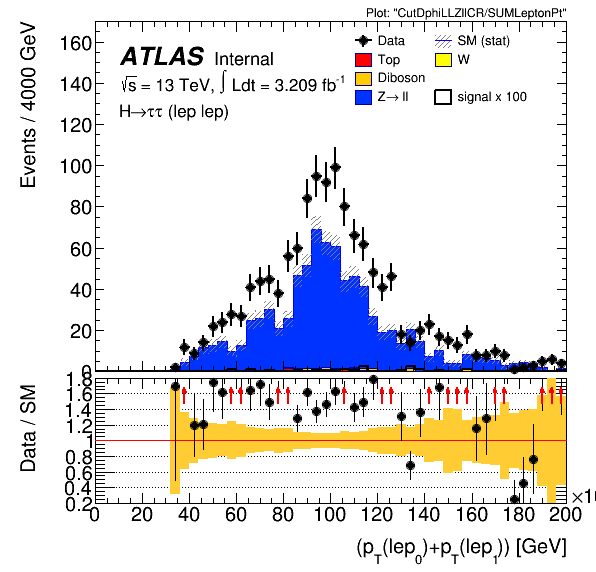 Plot: "CutDphiLLZllCR/SUMLeptonPt"
Events / 4000 GeV
ATLAS Internal
√s = 13 TeV, ∫ Ldt = 3.209 fb⁻¹
H→ττ (lep lep)
Data
SM (stat)
Top
W
Diboson
Z→ ll
signal x 100
160
140
120
100
80
60
40
20
0
Data / SM
1.8
1.6
1.4
1.2
1
0.8
0.6
0.4
0.2
0 20 40 60 80 100 120 140 160 180 200
(p_T(lep_0)+p_T(lep_1)) [GeV]